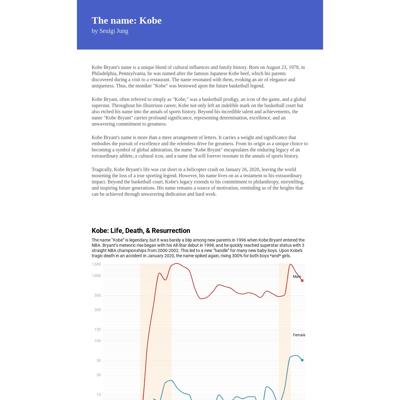 The name: Kobe
by Seulgi Jung
Kobe Bryant's name is a unique blend of cultural influences and family history. Born on August 23, 1978, in
Philadelphia, Pennsylvania, he was named after the famous Japanese Kobe beef, which his parents
discovered during a visit to a restaurant. The name resonated with them, evoking an air of elegance and
uniqueness. Thus, the moniker "Kobe" was bestowed upon the future basketball legend.
Kobe Bryant, often referred to simply as "Kobe," was a basketball prodigy, an icon of the game, and a global
superstar. Throughout his illustrious career, Kobe not only left an indelible mark on the basketball court but
also etched his name into the annals of sports history. Beyond his incredible talent and achievements, the
name "Kobe Bryant" carries profound significance, representing determination, excellence, and an
unwavering commitment to greatness.
Kobe Bryant's name is more than a mere arrangement of letters. It carries a weight and significance that
embodies the pursuit of excellence and the relentless drive for greatness. From its origin as a unique choice to
becoming a symbol of global admiration, the name "Kobe Bryant" encapsulates the enduring legacy of an
extraordinary athlete, a cultural icon, and a name that will forever resonate in the annals of sports history.
Tragically, Kobe Bryant's life was cut short in a helicopter crash on January 26, 2020, leaving the world
mourning the loss of a true sporting legend. However, his name lives on as a testament to his extraordinary
impact. Beyond the basketball court, Kobe's legacy extends to his commitment to philanthropy, storytelling,
and inspiring future generations. His name remains a source of motivation, reminding us of the heights that
can be achieved through unwavering dedication and hard work.
Kobe: Life, Death, & Resurrection
The name "Kobe" is legendary, but it was barely a blip among new parents in 1996 when Kobe Bryant entered the
NBA. Bryant's meteoric rise began with his All-Star debut in 1998, and he quickly reached superstar status with 3
straight NBA championships from 2000-2002. This led to a new "handle" for many new baby boys. Upon Kobe's
tragic death in an accident in January 2020, the name spiked again, rising 300% for both boys *and* girls.
Male
Female